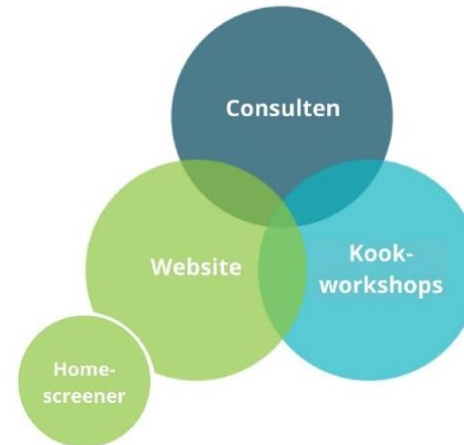 Consulten
Website
Kook-
workshops
Home-
screener